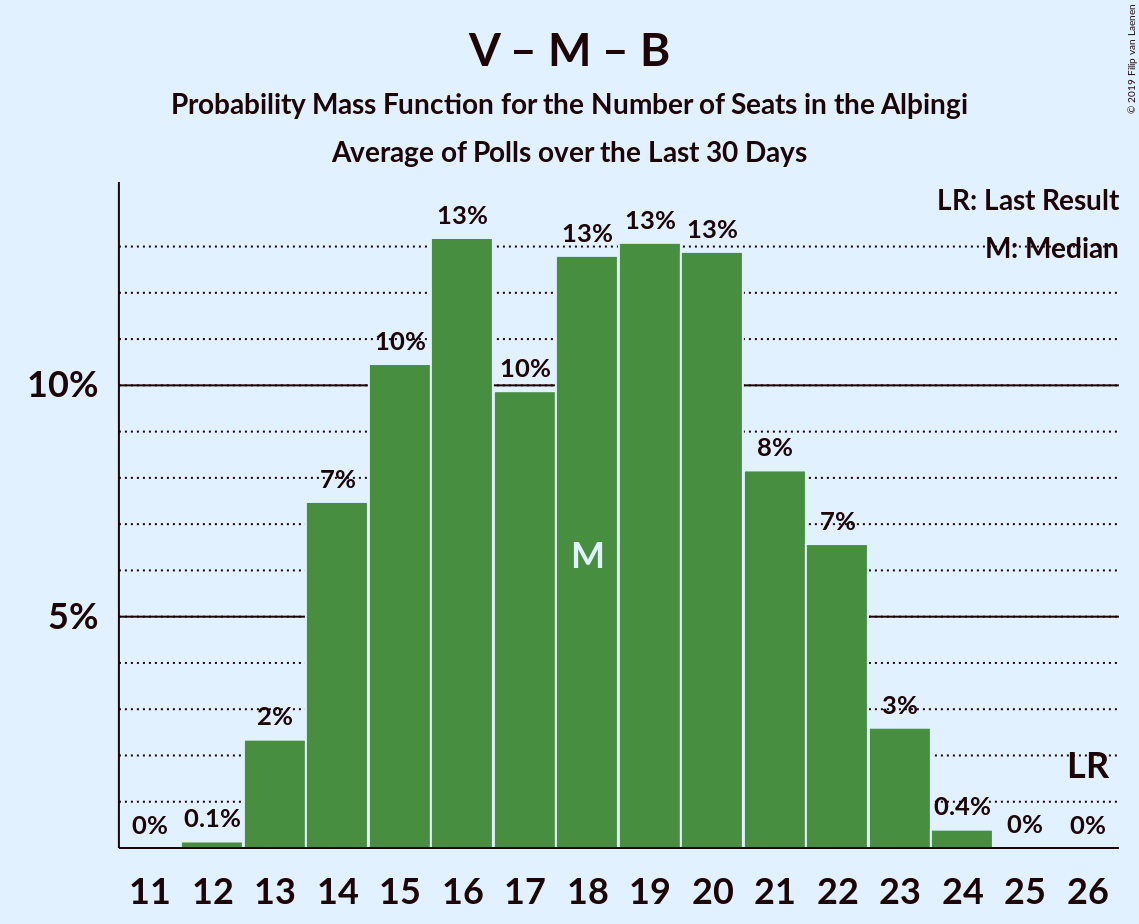 V – M – B
Probability Mass Function for the Number of Seats in the Alþingi
Average of Polls over the Last 30 Days
© 2019 Filip van Laenen
LR: Last Result
M: Median
13%
13%
13%
13%
10%
10%
10%
8%
7%
7%
M
5%
2%
3%
LR
0%
0.1%
0.4%
0%
0%
11 12 13 14 15 16 17 18 19 20 21 22 23 24 25 26